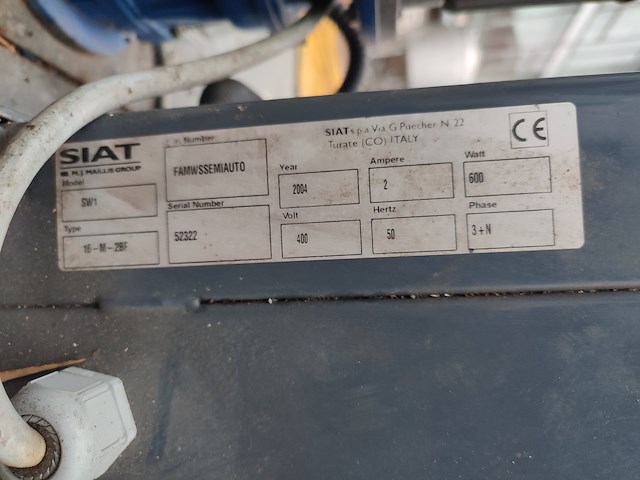 SIAT
M.J. MAILLIS GROUP
SIAT s.p.a Via G. Puecher N. 22
Turate (CO) ITALY
CE
Model
SW1
Number
FAMWSSEMIAUTO
Year
2004
Ampere
2
Watt
600
Type
16-M-2BF
Serial Number
52322
Volt
400
Hertz
50
Phase
3+N